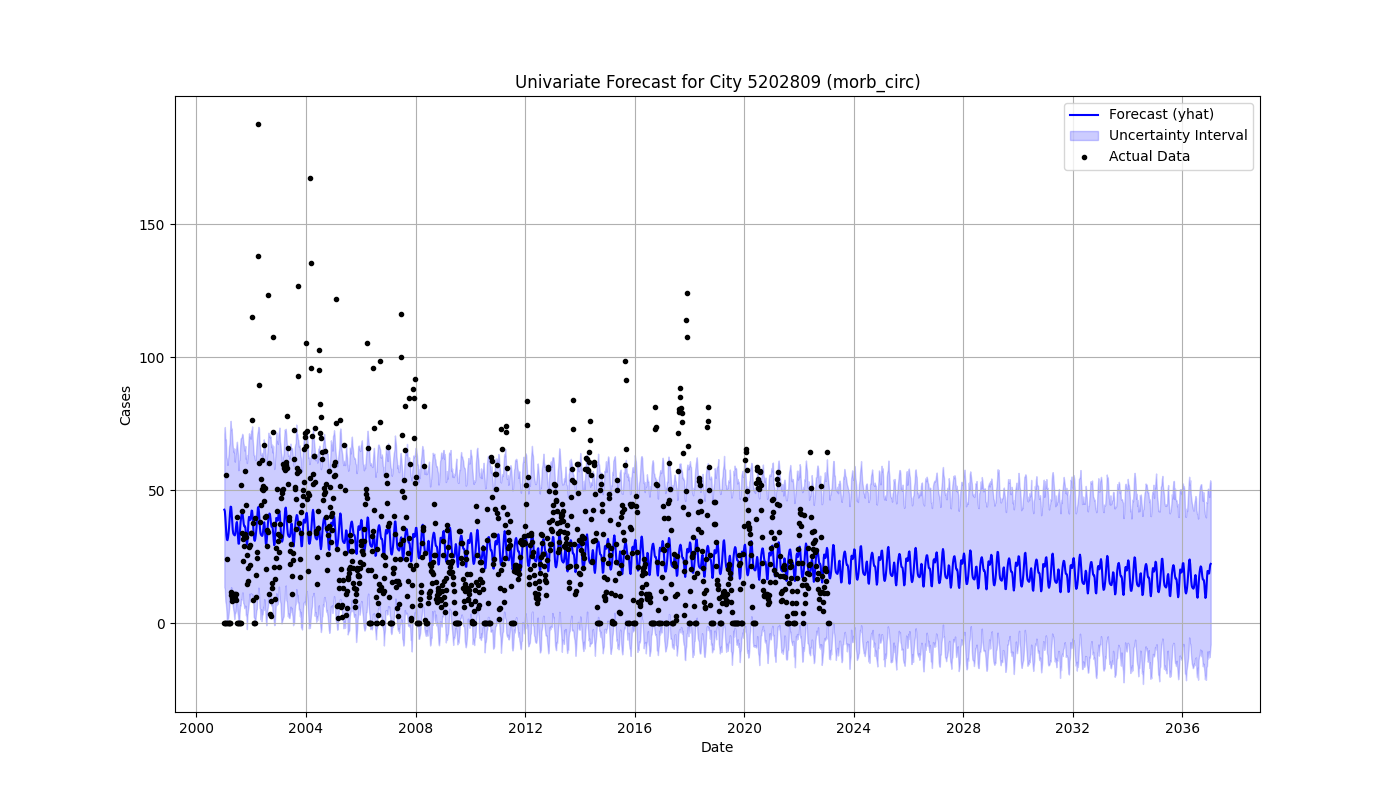 Univariate Forecast for City 5202809 (morb_circ)
Forecast (yhat)
Uncertainty Interval
Actual Data
150
100
50
0
Cases
2000 2004 2008 2012 2016 2020 2024 2028 2032 2036
Date